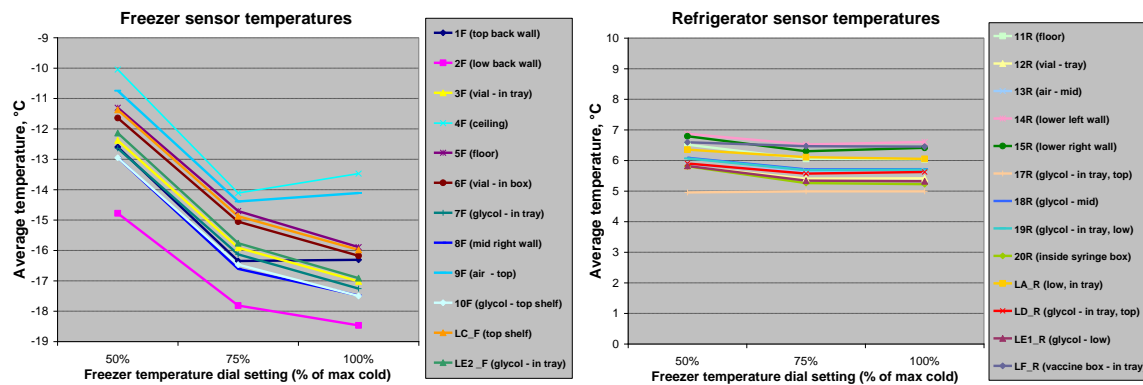 Freezer sensor temperatures
Average temperature, °C
-9
-10
-11
-12
-13
-14
-15
-16
-17
-18
-19
50%
75%
100%
Freezer temperature dial setting (% of max cold)
1F (top back wall)
2F (low back wall)
3F (vial - in tray)
4F (ceiling)
5F (floor)
6F (vial - in box)
7F (glycol - in tray)
8F (mid right wall)
9F (air - top)
10F (glycol - top shelf)
LC_F (top shelf)
LE2 _F (glycol - in tray)
Refrigerator sensor temperatures
Average temperature, °C
10
9
8
7
6
5
4
3
2
1
0
50%
75%
100%
Freezer temperature dial setting (% of max cold)
11R (floor)
12R (vial - tray)
13R (air - mid)
14R (lower left wall)
15R (lower right wall)
17R (glycol - in tray, top)
18R (glycol - mid)
19R (glycol - in tray, low)
20R (inside syringe box)
LA_R (low, in tray)
LD_R (glycol - in tray, top)
LE1_R (glycol - low)
LF_R (vaccine box - in tray